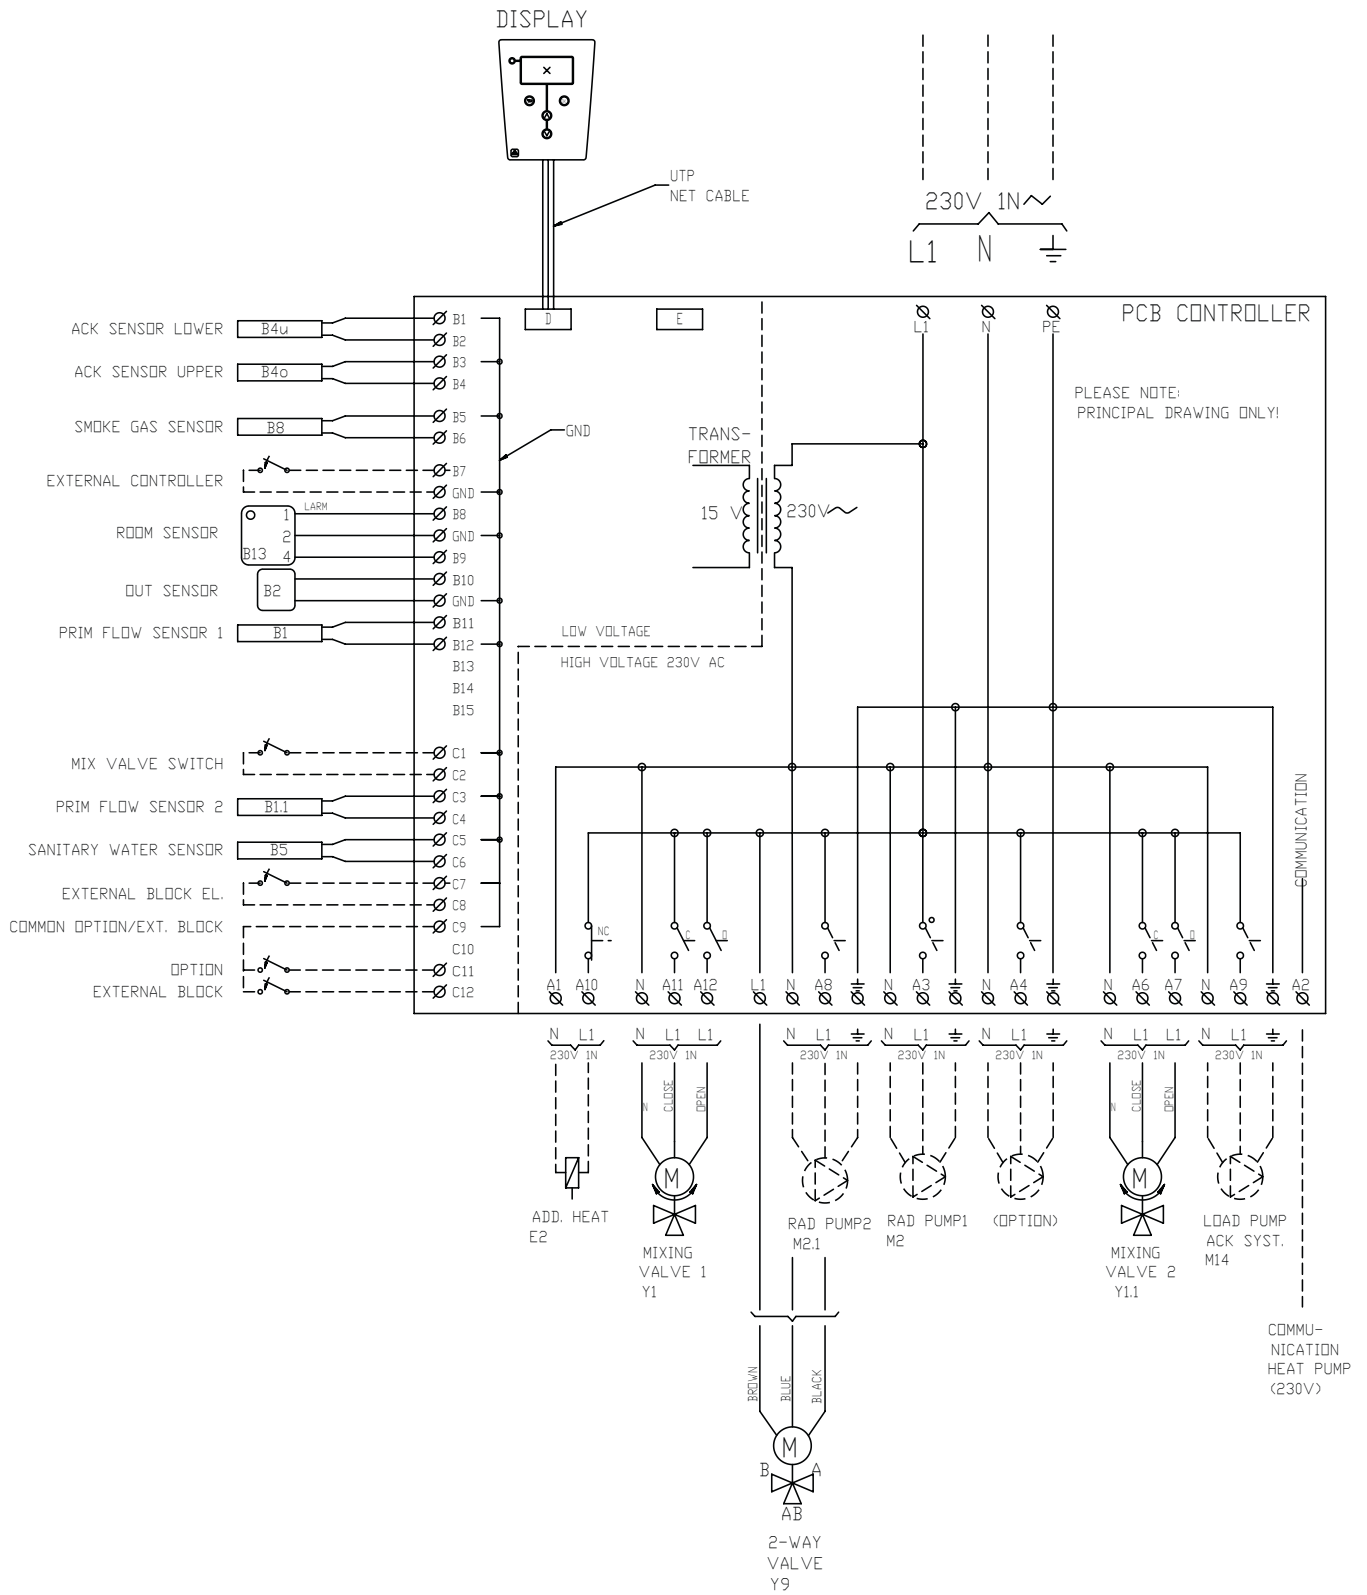 DISPLAY
UTP
NET CABLE
230V 1N
L1 N
D
E
L1 N PE
PCB CONTROLLER
PLEASE NOTE:
PRINCIPAL DRAWING ONLY!
TRANS-
FORMER
15 V
230V
GND
LOW VOLTAGE
HIGH VOLTAGE 230V AC
ACK SENSOR LOWER B4u B1
B2
ACK SENSOR UPPER B4o B3
B4
SMOKE GAS SENSOR B8 B5
B6
EXTERNAL CONTROLLER B7
GND
ROOM SENSOR B13 1 LARM B8
2 GND
4 B9
OUT SENSOR B2 B10
GND
PRIM FLOW SENSOR 1 B1 B11
B12
B13
B14
B15
MIX VALVE SWITCH C1
C2
PRIM FLOW SENSOR 2 B1.1 C3
C4
SANITARY WATER SENSOR B5 C5
C6
EXTERNAL BLOCK EL. C7
C8
COMMON OPTION/EXT. BLOCK C9
C10
OPTION C11
EXTERNAL BLOCK C12
COMMUNICATION
NC C O C O
A1 A10 N A11 A12 L1 N A8 N A3 N A4 N A6 A7 N A9 A2
N L1 N L1 L1 N L1 N L1 N L1 N L1 L1 N L1
230V 1N 230V 1N 230V 1N 230V 1N 230V 1N 230V 1N 230V 1N
N CLOSE OPEN N CLOSE OPEN
M M
ADD. HEAT
E2
MIXING
VALVE 1
Y1
RAD PUMP2
M2.1
RAD PUMP1
M2
(OPTION)
MIXING
VALVE 2
Y1.1
LOAD PUMP
ACK SYST.
M14
COMMU-
NICATION
HEAT PUMP
(230V)
BROWN BLUE BLACK
M
B A
AB
2-WAY
VALVE
Y9